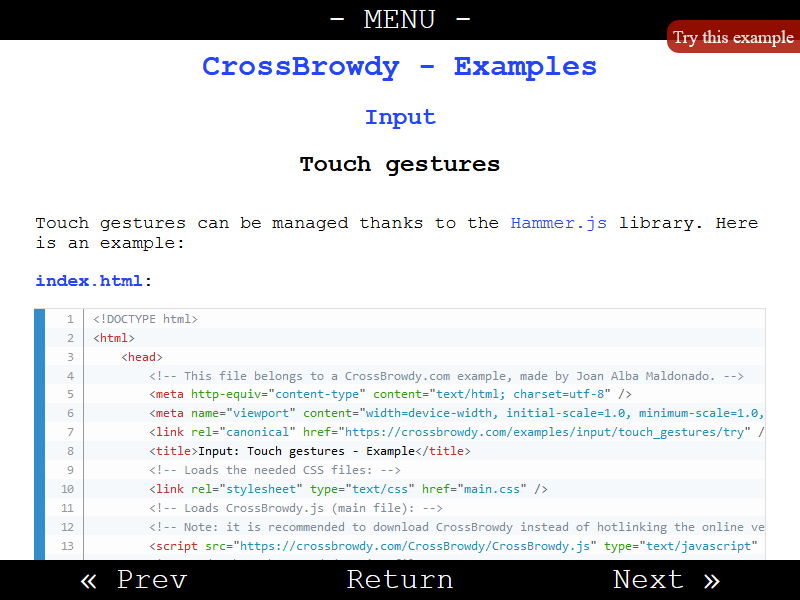 - MENU -
Try this example
CrossBrowdy - Examples
Input
Touch gestures
Touch gestures can be managed thanks to the Hammer.js library. Here
is an example:
index.html:
1 <!DOCTYPE html>
2 <html>
3 <head>
4 <!-- This file belongs to a CrossBrowdy.com example, made by Joan Alba Maldonado. -->
5 <meta http-equiv="content-type" content="text/html; charset=utf-8" />
6 <meta name="viewport" content="width=device-width, initial-scale=1.0, minimum-scale=1.0,
7 <link rel="canonical" href="https://crossbrowdy.com/examples/input/touch_gestures/try" /
8 <title>Input: Touch gestures - Example</title>
9 <!-- Loads the needed CSS files: -->
10 <link rel="stylesheet" type="text/css" href="main.css" />
11 <!-- Loads CrossBrowdy.js (main file): -->
12 <!-- Note: it is recommended to download CrossBrowdy instead of hotlinking the online ve
13 <script src="https://crossbrowdy.com/CrossBrowdy/CrossBrowdy.js" type="text/javascript"
« Prev Return Next »